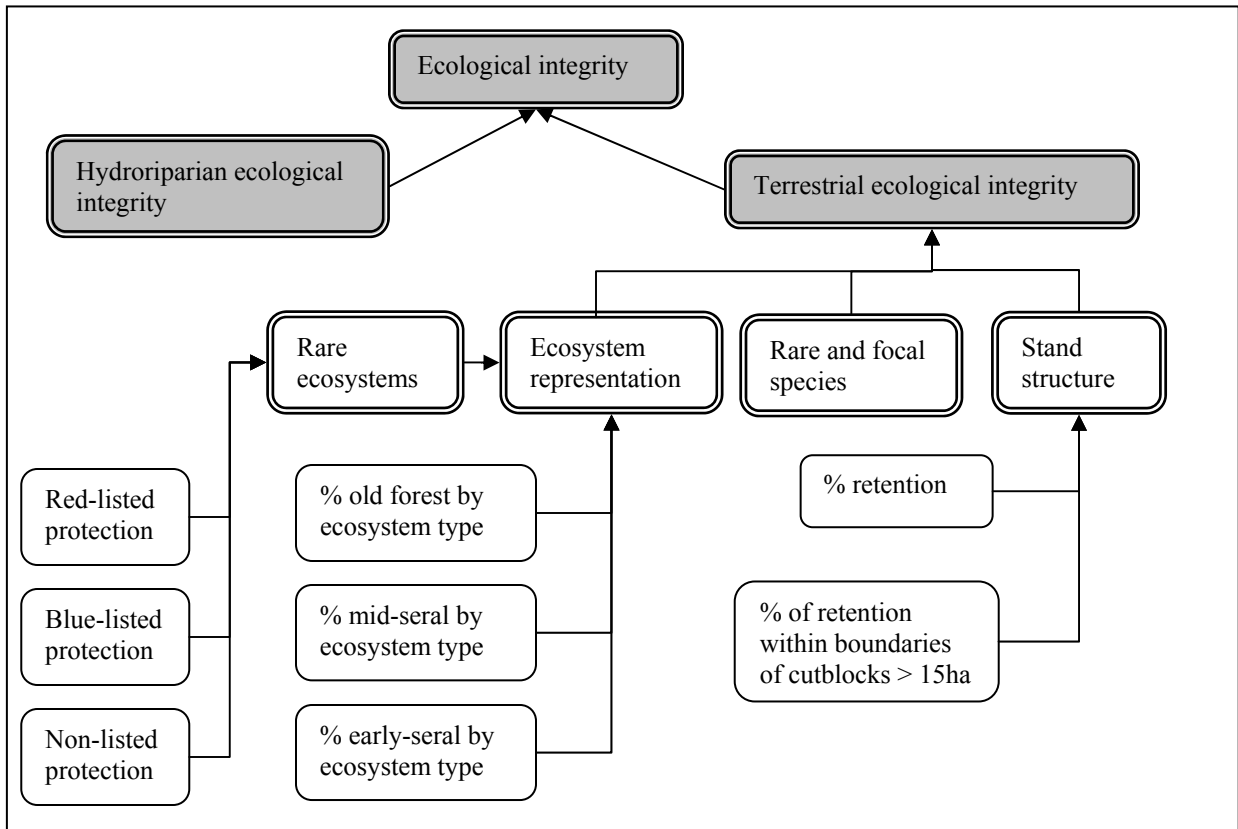 Ecological integrity
Hydroriparian ecological
integrity
Terrestrial ecological integrity
Rare
ecosystems
Ecosystem
representation
Rare and focal
species
Stand
structure
Red-listed
protection
Blue-listed
protection
Non-listed
protection
% old forest by
ecosystem type
% mid-seral by
ecosystem type
% early-seral by
ecosystem type
% retention
% of retention
within boundaries
of cutblocks > 15ha